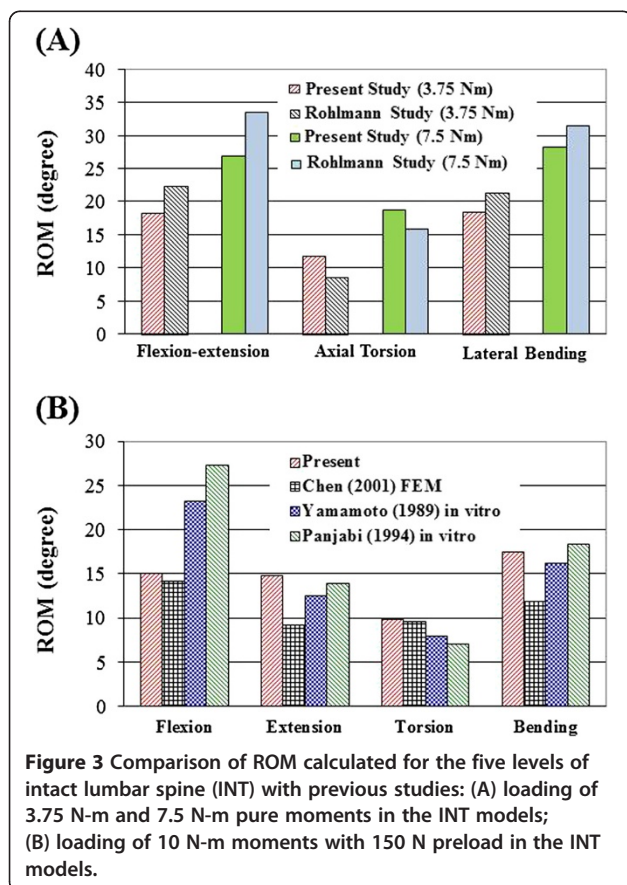 (A)
40
35
30
25
20
15
10
5
0
ROM (degree)
Present Study (3.75 Nm)
Rohlmann Study (3.75 Nm)
Present Study (7.5 Nm)
Rohlmann Study (7.5 Nm)
Flexion-extension Axial Torsion Lateral Bending
(B)
30
25
20
15
10
5
0
ROM (degree)
Present
Chen (2001) FEM
Yamamoto (1989) in vitro
Panjabi (1994) in vitro
Flexion Extension Torsion Bending
Figure 3 Comparison of ROM calculated for the five levels of
intact lumbar spine (INT) with previous studies: (A) loading of
3.75 N-m and 7.5 N-m pure moments in the INT models;
(B) loading of 10 N-m moments with 150 N preload in the INT
models.